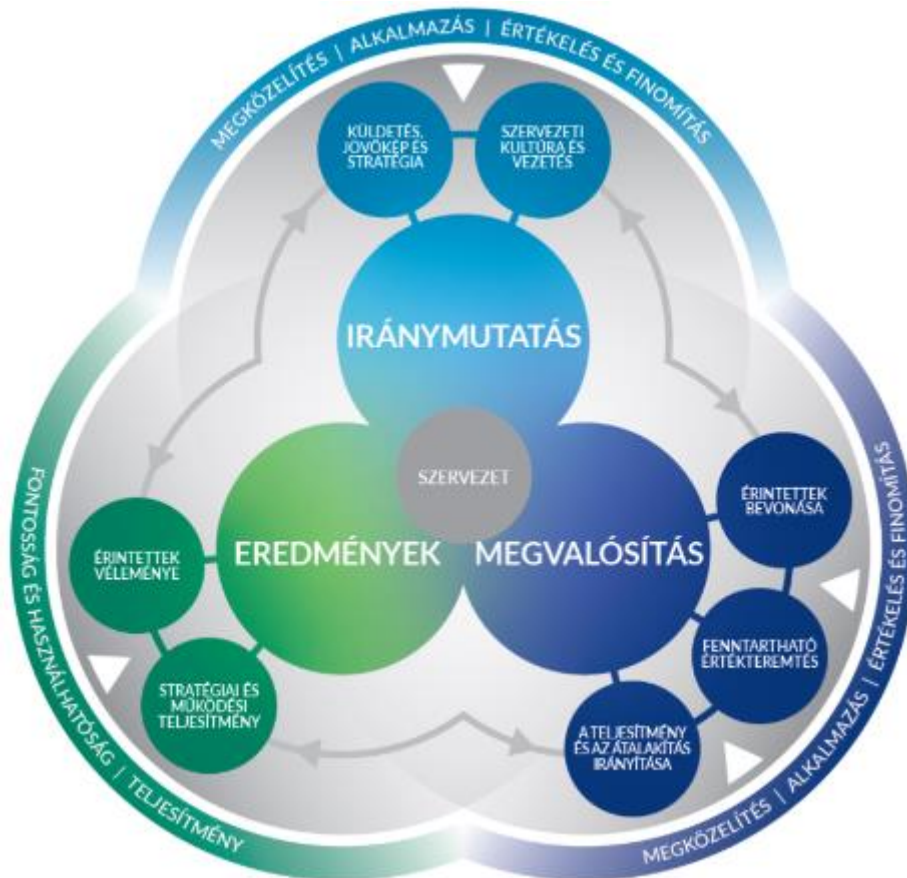 MEGKÖZELÍTÉS | ALKALMAZÁS | ÉRTÉKELÉS ÉS FINOMÍTÁS
KÜLDETÉS,
JÖVŐKÉP ÉS
STRATÉGIA
SZERVEZETI
KULTÚRA ÉS
VEZETÉS
IRÁNYMUTATÁS
SZERVEZET
EREDMÉNYEK
MEGVALÓSÍTÁS
ÉRINTETTEK
BEVONÁSA
FENNTARTHATÓ
ÉRTÉKTEREMTÉS
A TELJESÍTMÉNY
ÉS AZ ÁTALAKÍTÁS
IRÁNYÍTÁSA
ÉRINTETTEK
VÉLEMÉNYE
STRATÉGIAI ÉS
MŰKÖDÉSI
TELJESÍTMÉNY
FONTOSSÁG ÉS HASZNÁLHATÓSÁG | TELJESÍTMÉNY
MEGKÖZELÍTÉS | ALKALMAZÁS | ÉRTÉKELÉS ÉS FINOMÍTÁS